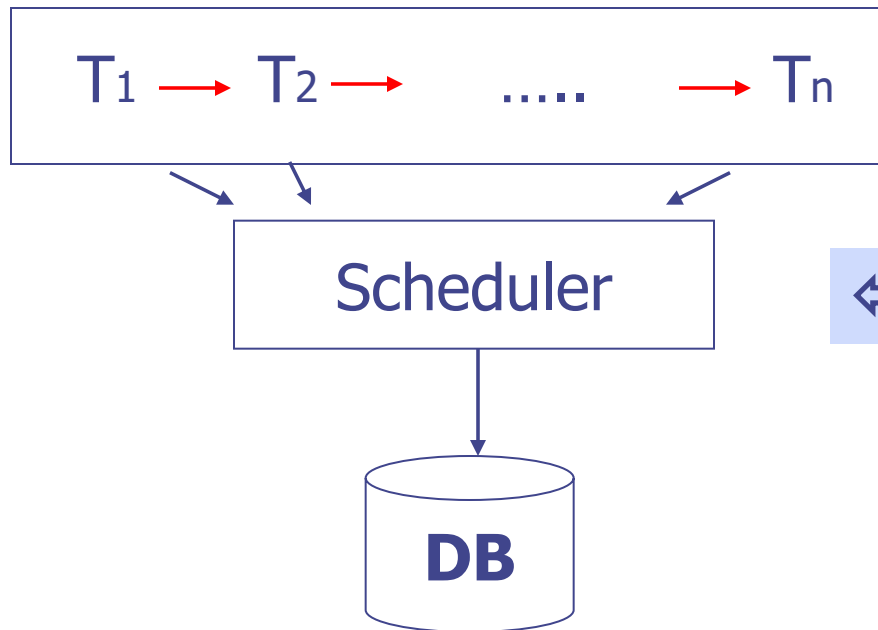 T1 → T2 → ..... → Tn
Scheduler
DB